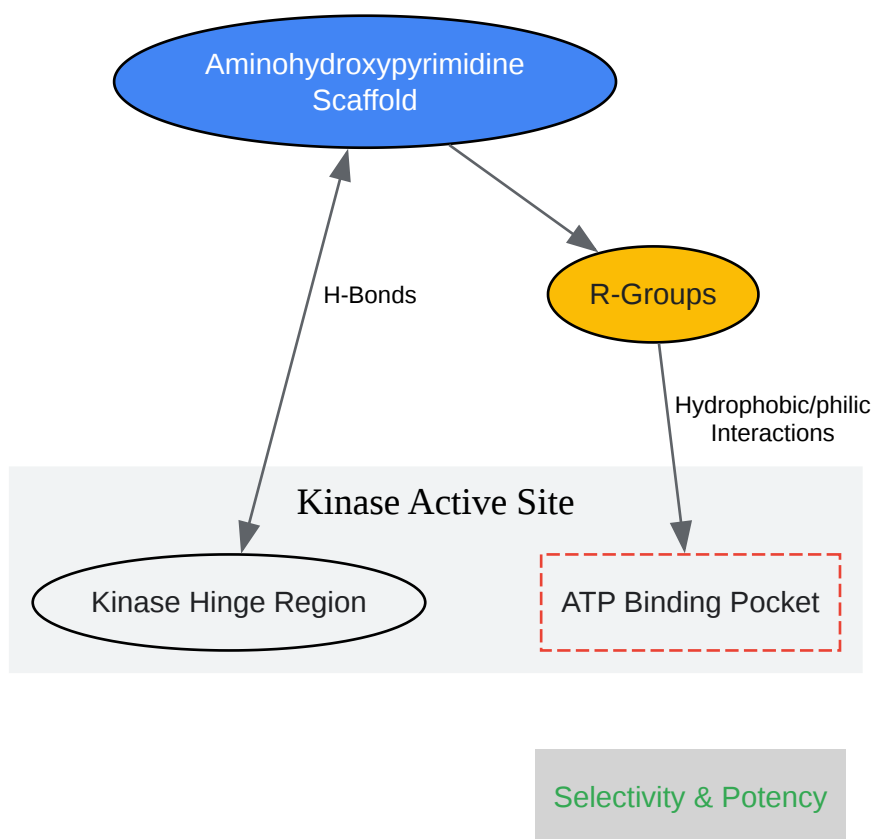 Aminohydroxypyrimidine
Scaffold
H-Bonds
R-Groups
Hydrophobic/philic
Interactions
Kinase Active Site
Kinase Hinge Region
ATP Binding Pocket
Selectivity & Potency